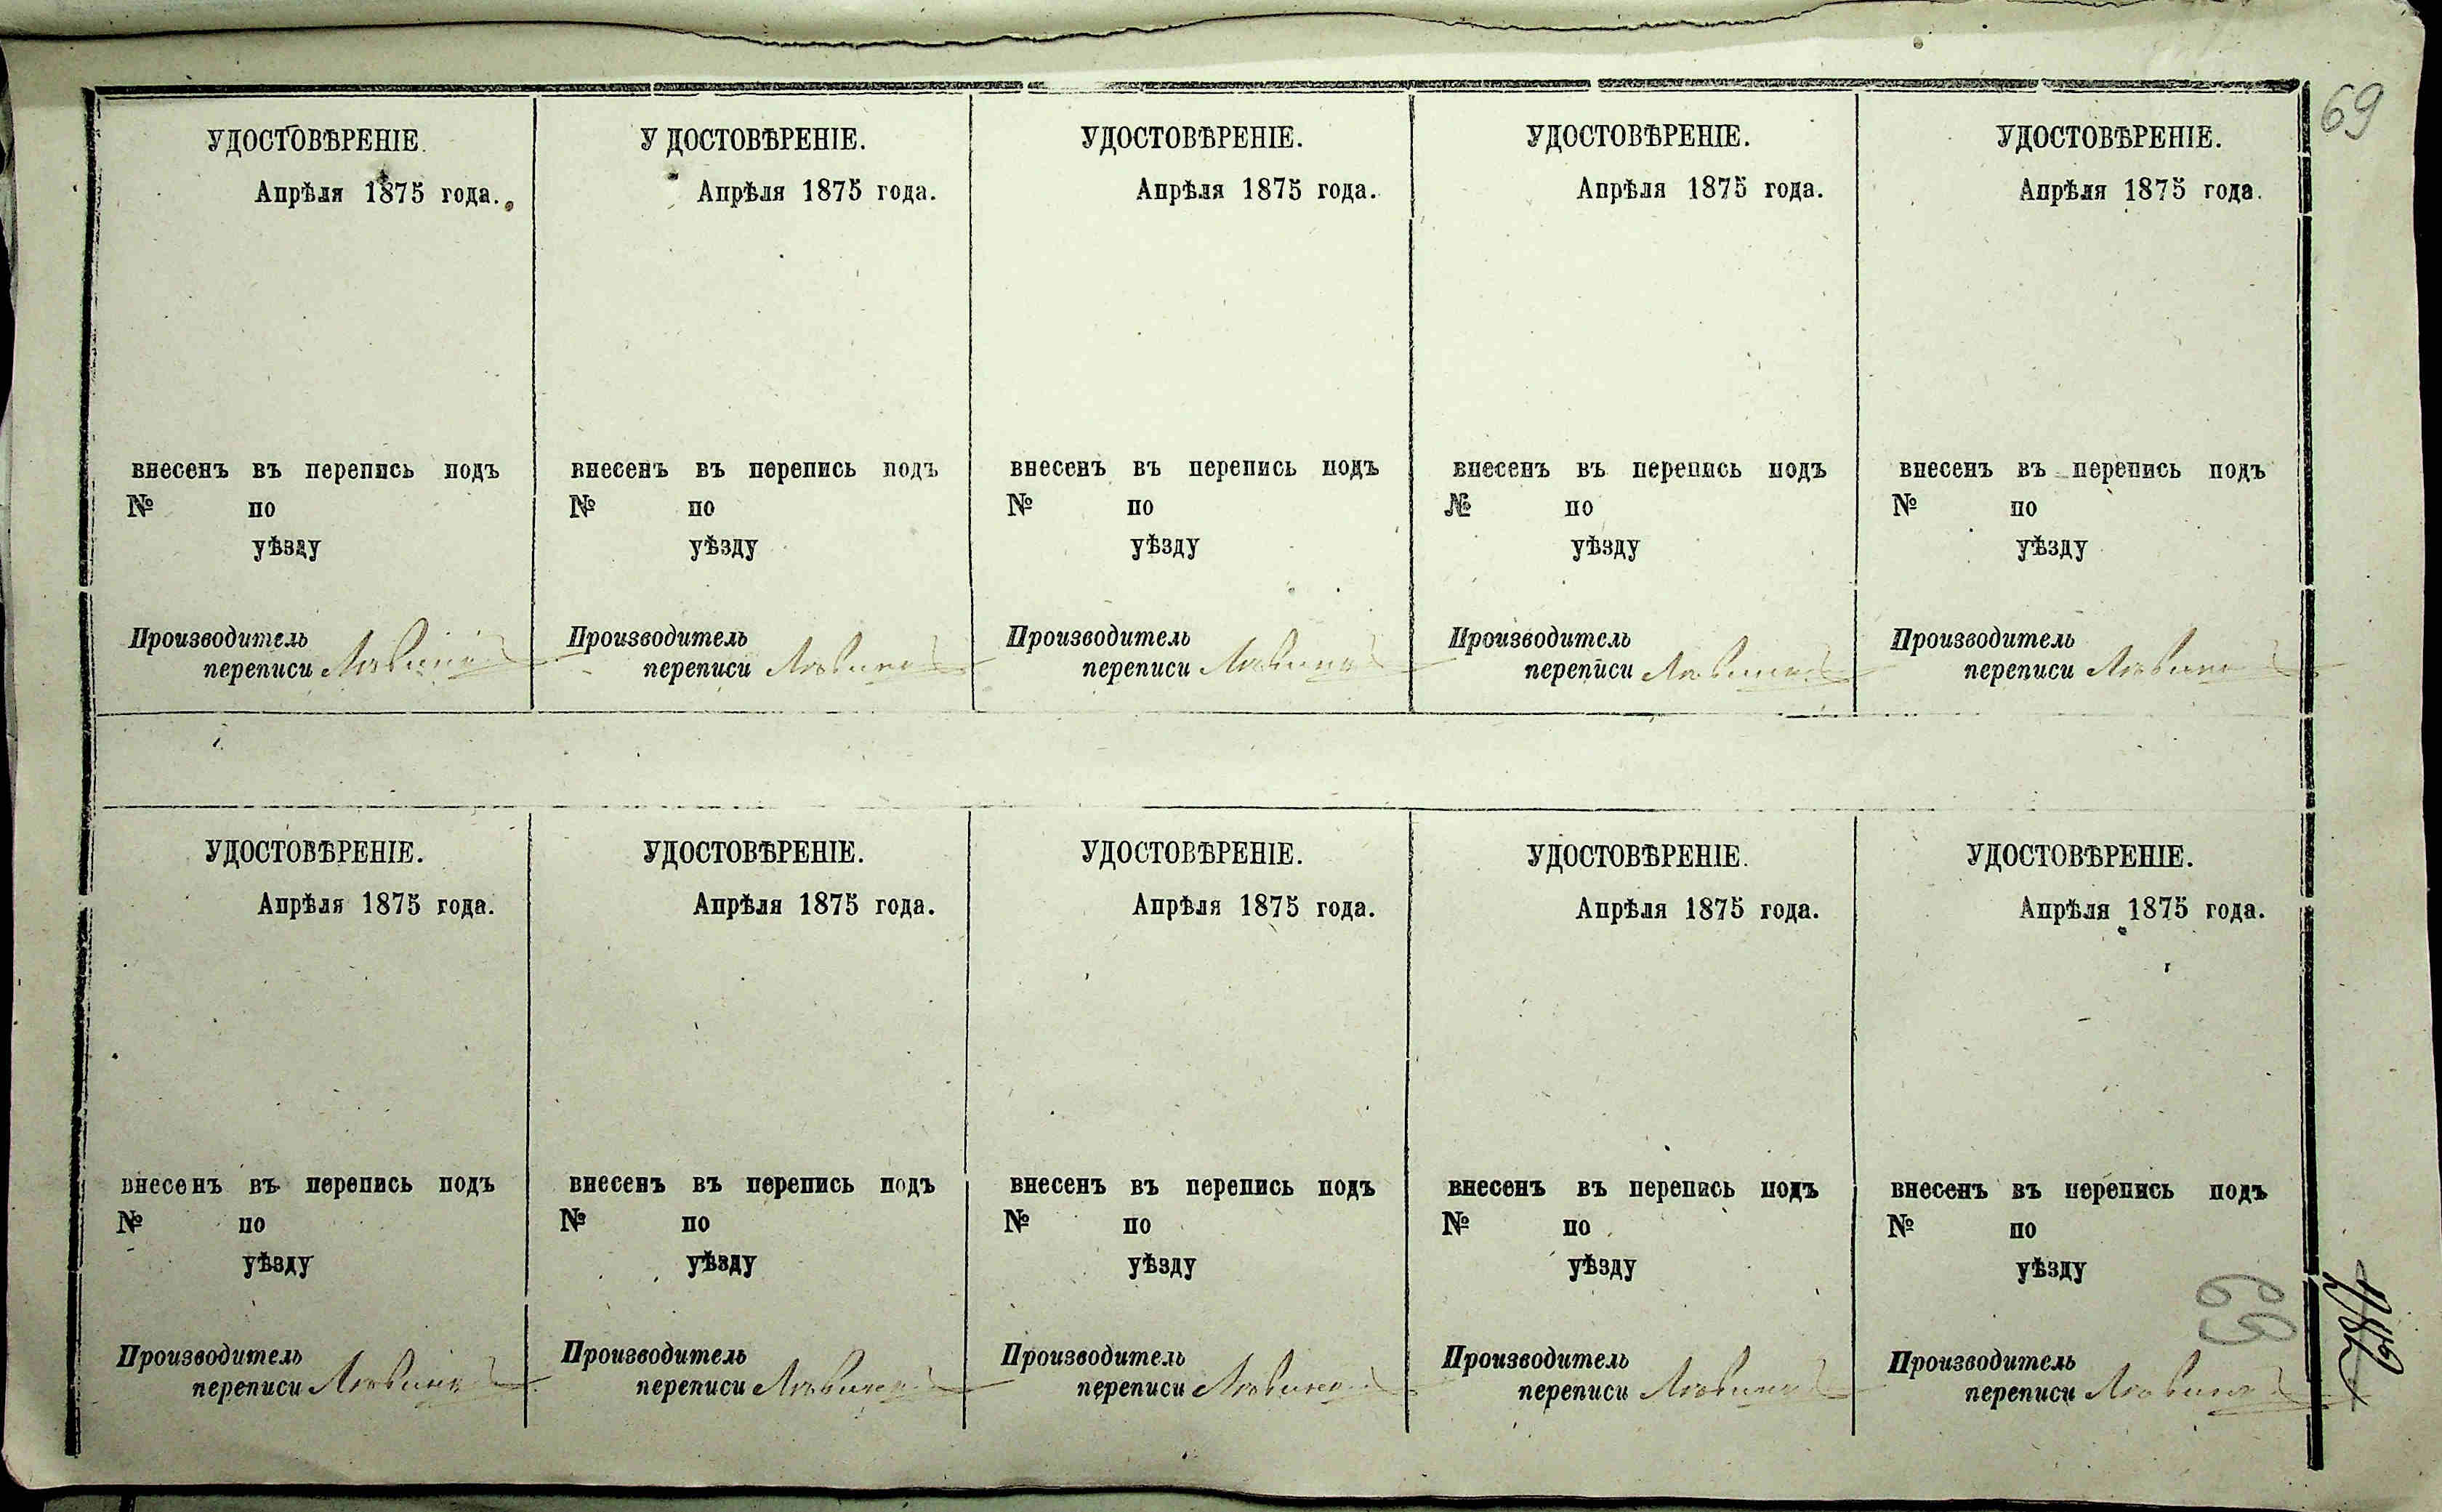 69
УДОСТОВѢРЕНІЕ.
Апрѣля 1875 года.
внесенъ въ перепись подъ
№ по
уѣзду
Производитель
переписи
УДОСТОВѢРЕНІЕ.
Апрѣля 1875 года.
внесенъ въ перепись подъ
№ по
уѣзду
Производитель
переписи
УДОСТОВѢРЕНІЕ.
Апрѣля 1875 года.
внесенъ въ перепись подъ
№ по
уѣзду
Производитель
переписи
УДОСТОВѢРЕНІЕ.
Апрѣля 1875 года.
внесенъ въ перепись подъ
№ по
уѣзду
Производитель
переписи
УДОСТОВѢРЕНІЕ.
Апрѣля 1875 года.
внесенъ въ перепись подъ
№ по
уѣзду
Производитель
переписи
УДОСТОВѢРЕНІЕ.
Апрѣля 1875 года.
внесенъ въ перепись подъ
№ по
уѣзду
Производитель
переписи
УДОСТОВѢРЕНІЕ.
Апрѣля 1875 года.
внесенъ въ перепись подъ
№ по
уѣзду
Производитель
переписи
УДОСТОВѢРЕНІЕ.
Апрѣля 1875 года.
внесенъ въ перепись подъ
№ по
уѣзду
Производитель
переписи
УДОСТОВѢРЕНІЕ.
Апрѣля 1875 года.
внесенъ въ перепись подъ
№ по
уѣзду
Производитель
переписи
УДОСТОВѢРЕНІЕ.
Апрѣля 1875 года.
внесенъ въ перепись подъ
№ по
уѣзду
Производитель
переписи
69